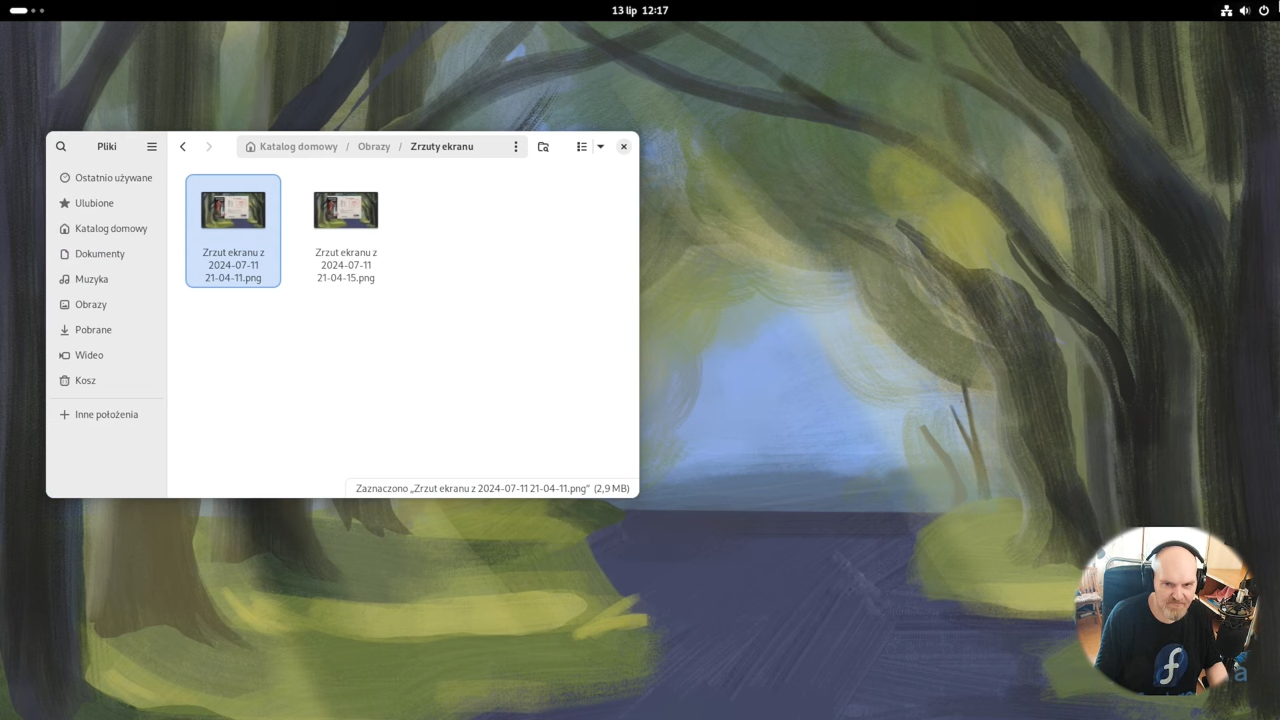 13 lip 12:17
Pliki
Katalog domowy / Obrazy / Zrzuty ekranu
Ostatnio używane
Ulubione
Katalog domowy
Dokumenty
Muzyka
Obrazy
Pobrane
Wideo
Kosz
Inne położenia
Zrzut ekranu z
2024-07-11
21-04-11.png
Zrzut ekranu z
2024-07-11
21-04-15.png
Zaznaczono „Zrzut ekranu z 2024-07-11 21-04-11.png” (2,9 MB)